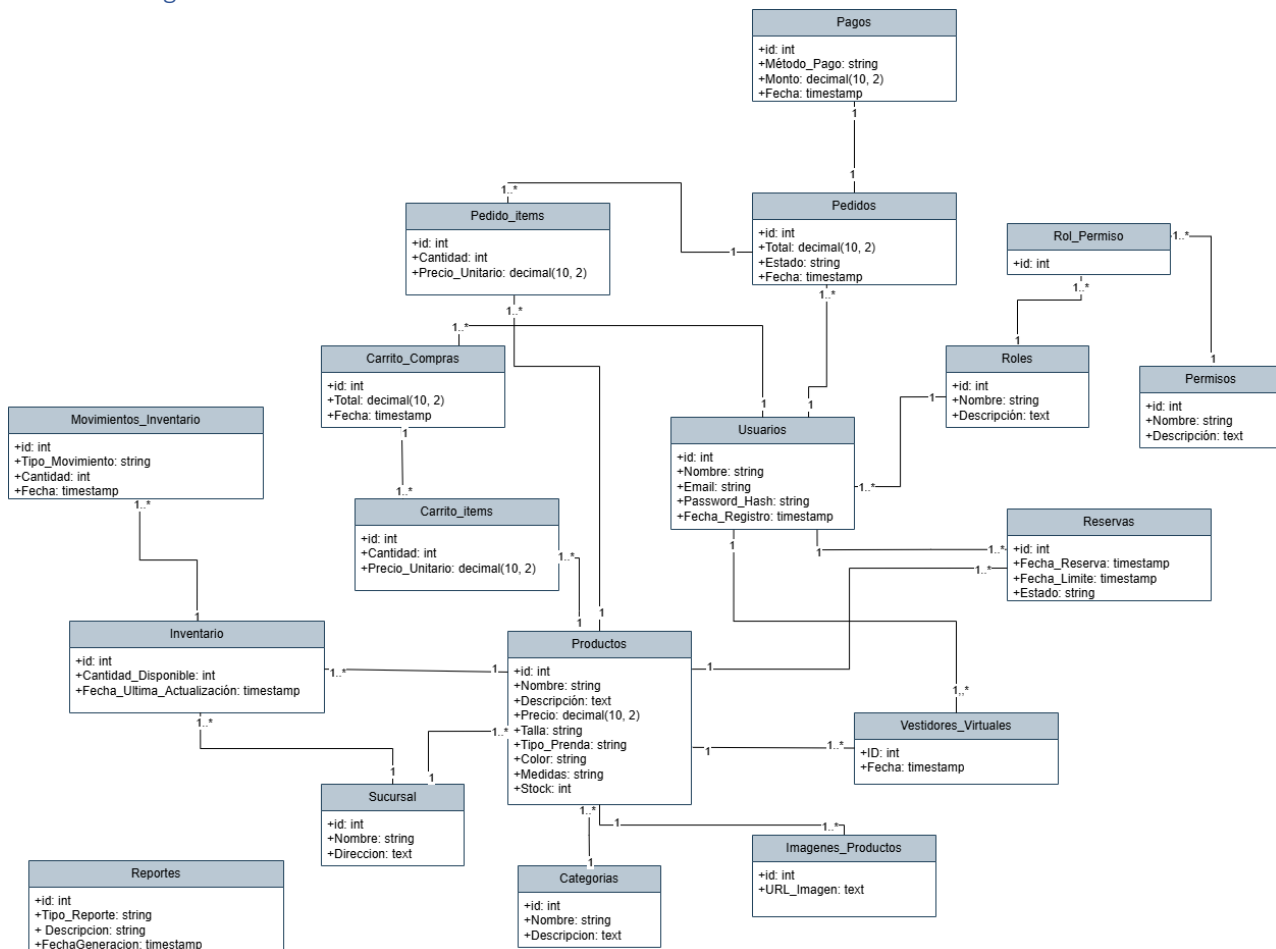 Pagos
+id: int
+Método_Pago: string
+Monto: decimal(10, 2)
+Fecha: timestamp
1
1
1..*
Pedido_items
+id: int
+Cantidad: int
+Precio_Unitario: decimal(10, 2)
1..*
Pedidos
+id: int
+Total: decimal(10, 2)
+Estado: string
+Fecha: timestamp
1
1..*
Rol_Permiso
+id: int
1..*
1..*
1..*
Carrito_Compras
+id: int
+Total: decimal(10, 2)
+Fecha: timestamp
1
1
1
Roles
+id: int
+Nombre: string
+Descripción: text
1
1
1
Permisos
+id: int
+Nombre: string
+Descripción: text
Movimientos_Inventario
+id: int
+Tipo_Movimiento: string
+Cantidad: int
+Fecha: timestamp
1..*
Usuarios
+id: int
+Nombre: string
+Email: string
+Password_Hash: string
+Fecha_Registro: timestamp
1..*
1
1
1..*
Carrito_items
+id: int
+Cantidad: int
+Precio_Unitario: decimal(10, 2)
1..*
1
Reservas
+id: int
+Fecha_Reserva: timestamp
+Fecha_Limite: timestamp
+Estado: string
1..*
1..*
1
Inventario
+id: int
+Cantidad_Disponible: int
+Fecha_Ultima_Actualización: timestamp
1..*
1..*
1
Productos
+id: int
+Nombre: string
+Descripción: text
+Precio: decimal(10, 2)
+Talla: string
+Tipo_Prenda: string
+Color: string
+Medidas: string
+Stock: int
1
1
1..*
1
1..*
1
1,,*
Vestidores_Virtuales
+ID: int
+Fecha: timestamp
1..*
1
1
Sucursal
+id: int
+Nombre: string
+Direccion: text
1..*
1
Imagenes_Productos
+id: int
+URL_Imagen: text
1
Categorias
+id: int
+Nombre: string
+Descripcion: text
Reportes
+id: int
+Tipo_Reporte: string
+ Descripcion: string
+FechaGeneracion: timestamp